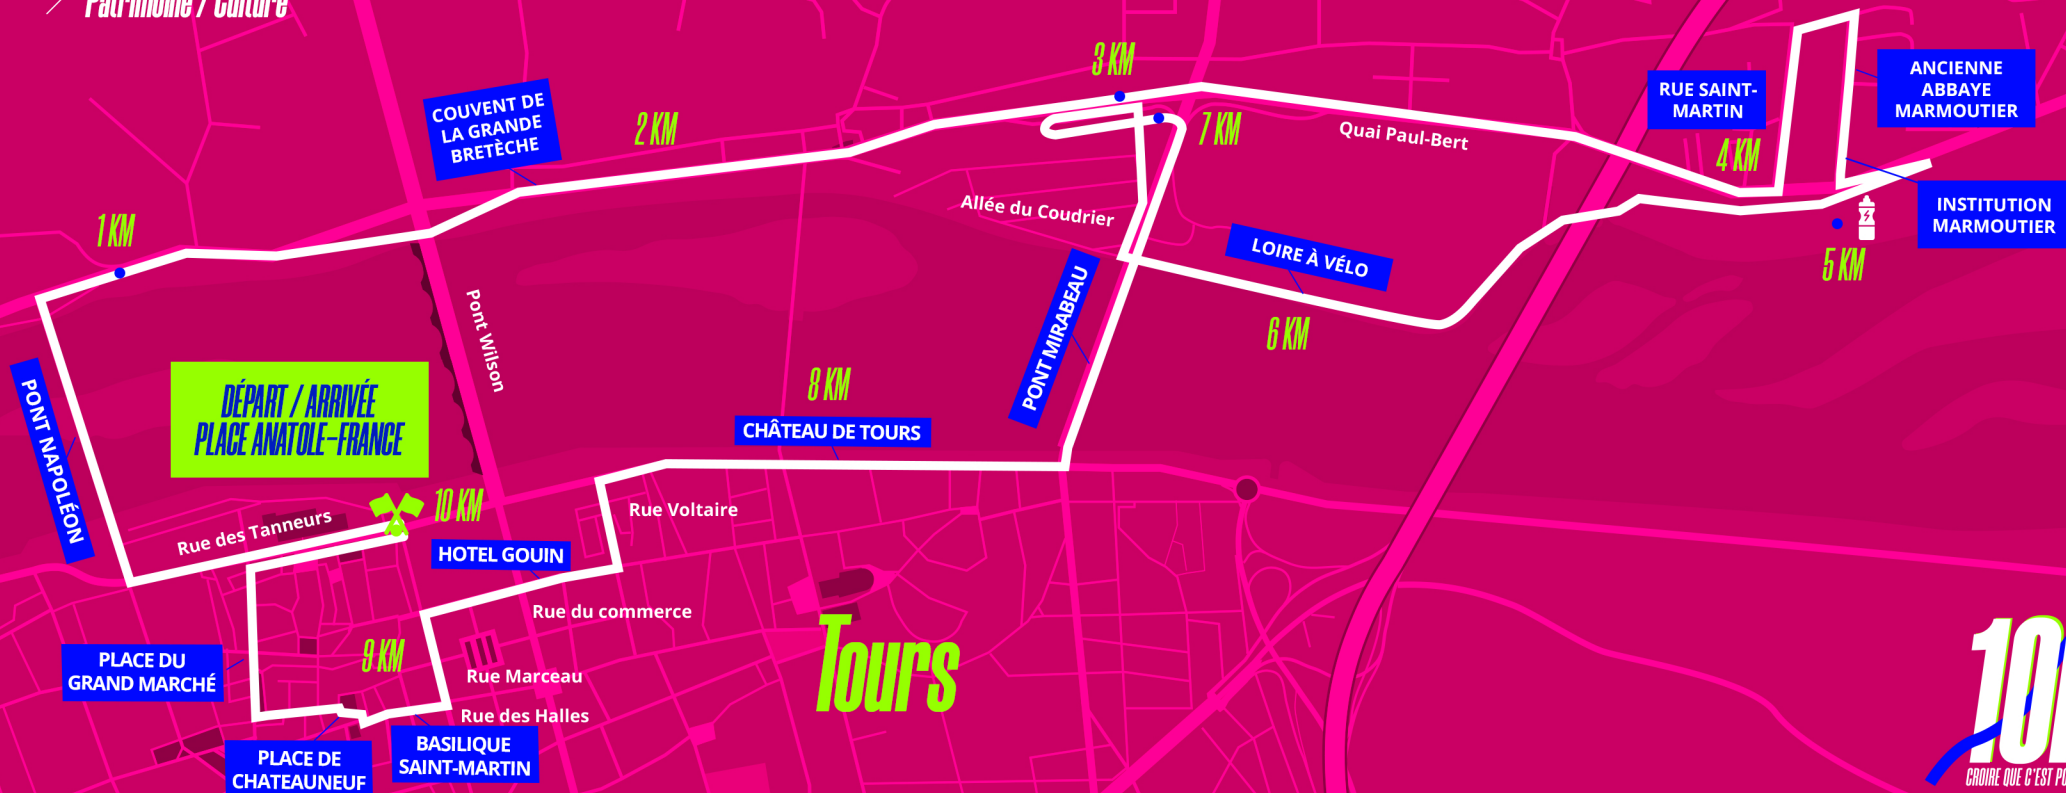 Patrimoine / Culture
3 KM
COUVENT DE
LA GRANDE
BRETÈCHE
2 KM
7 KM
Quai Paul-Bert
RUE SAINT-
MARTIN
4 KM
ANCIENNE
ABBAYE
MARMOUTIER
1 KM
Allée du Coudrier
LOIRE À VÉLO
INSTITUTION
MARMOUTIER
5 KM
PONT MIRABEAU
6 KM
Pont Wilson
PONT NAPOLÉON
DÉPART / ARRIVÉE
PLACE ANATOLE-FRANCE
8 KM
CHÂTEAU DE TOURS
10 KM
Rue des Tanneurs
Rue Voltaire
HOTEL GOUIN
Rue du commerce
9 KM
PLACE DU
GRAND MARCHÉ
Rue Marceau
Tours
Rue des Halles
PLACE DE
CHATEAUNEUF
BASILIQUE
SAINT-MARTIN
10
CROIRE QUE C'EST